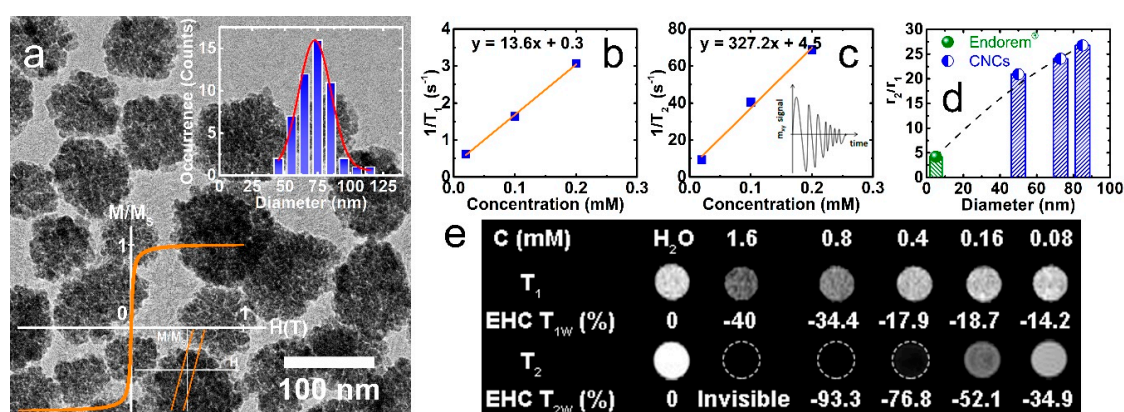 a
Occurrence (Counts)
15
10
5
0
0 25 50 75 100 125 140
Diameter (nm)
M/M
1
0
1
H(T)
M/M
H
100 nm
b
y = 13.6x + 0.3
1/T1 (s-1)
4
3
2
1
0
0.0 0.1 0.2 0.3
Concentration (mM)
c
y = 327.2x + 4.5
1/T2 (s-1)
80
60
40
20
0
mxy signal
time
0.0 0.1 0.2 0.3
Concentration (mM)
d
Endorem®
CNCs
r2/r1
30
25
20
15
10
5
0
0 20 40 60 80 100
Diameter (nm)
e
C (mM) H2O 1.6 0.8 0.4 0.16 0.08
T1
EHC T1W (%) 0 -40 -34.4 -17.9 -18.7 -14.2
T2
EHC T2W (%) 0 Invisible -93.3 -76.8 -52.1 -34.9